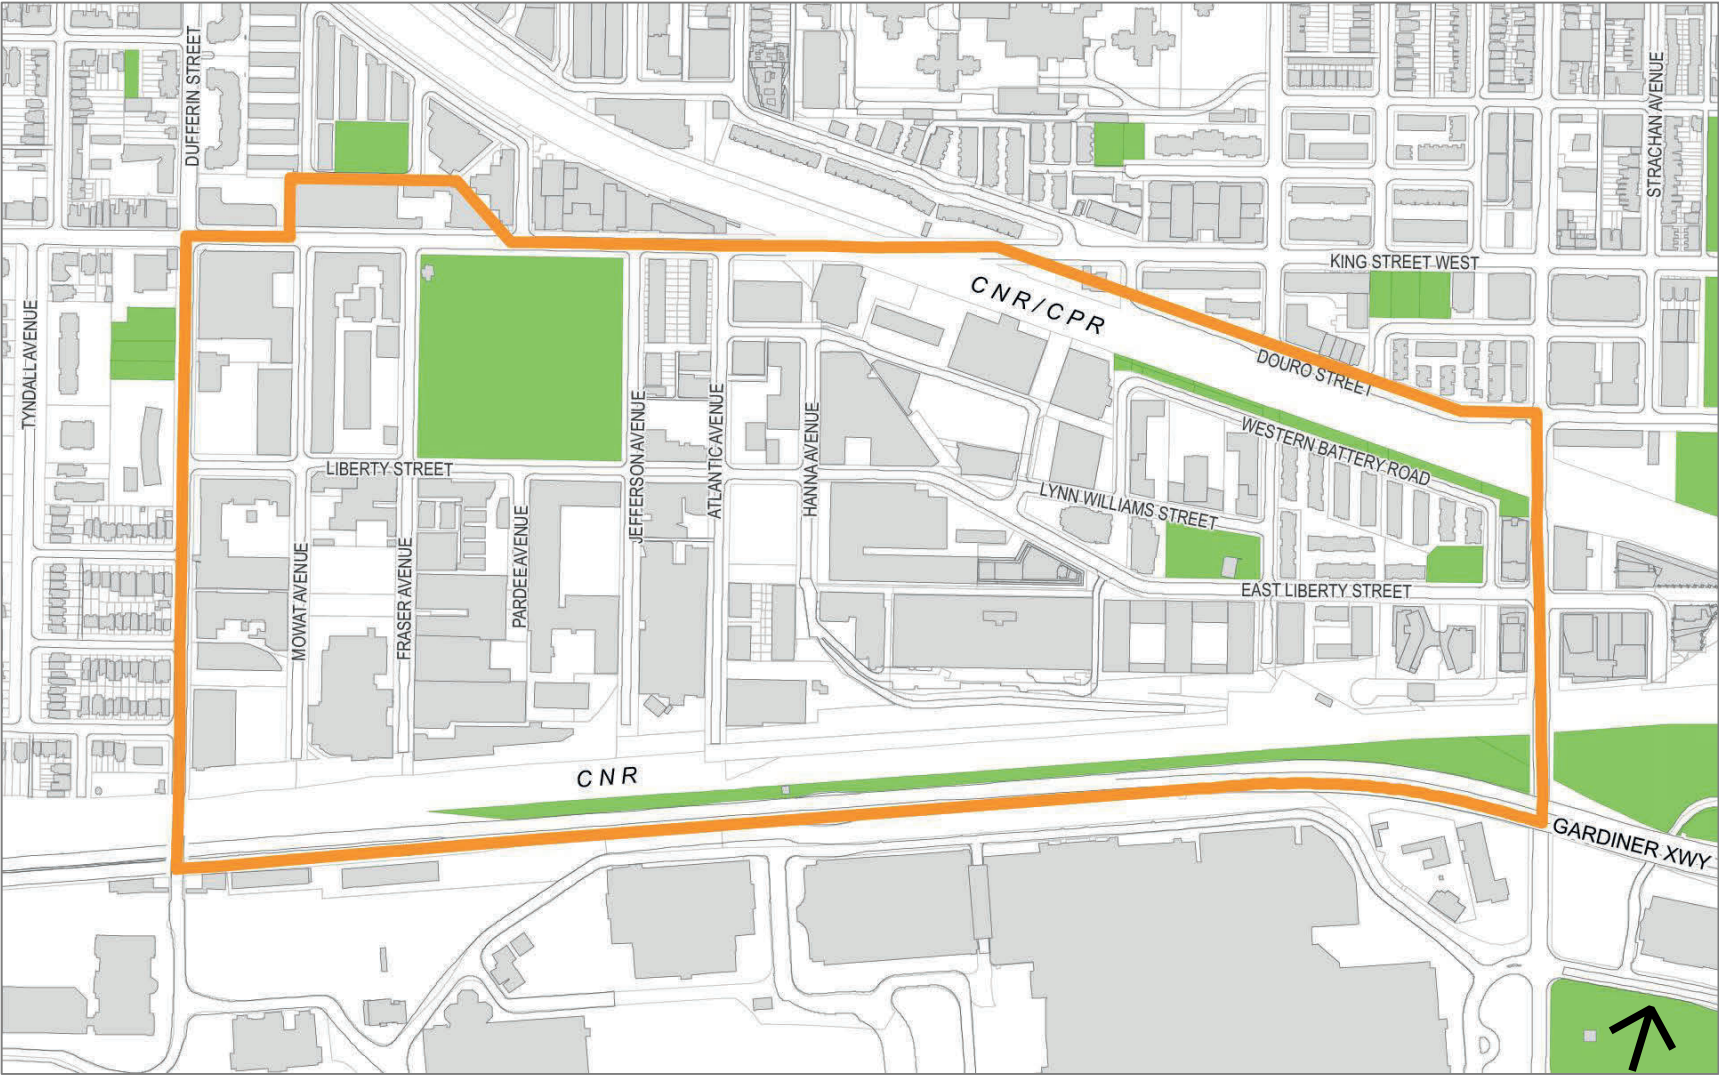 DUFFERIN STREET
STRACHAN AVENUE
KING STREET WEST
CNR/CPR
TYNDALL AVENUE
DOURO STREET
JEFFERSON AVENUE
ATLANTIC AVENUE
HANNA AVENUE
WESTERN BATTERY ROAD
LIBERTY STREET
LYNN WILLIAMS STREET
PARDEE AVENUE
MOWAT AVENUE
FRASER AVENUE
EAST LIBERTY STREET
CNR
GARDINER XWY